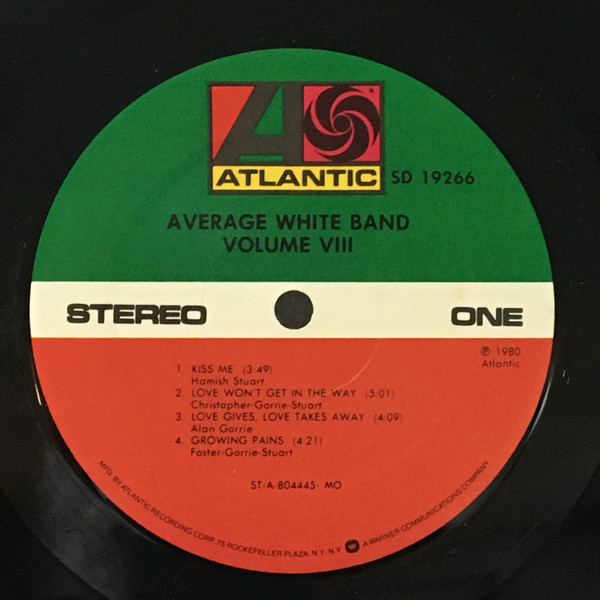 ATLANTIC SD 19266
AVERAGE WHITE BAND
VOLUME VIII
STEREO ONE
℗ 1980
Atlantic
1. KISS ME (3:49)
Hamish Stuart
2. LOVE WON'T GET IN THE WAY (5:01)
Christopher-Gorrie-Stuart
3. LOVE GIVES, LOVE TAKES AWAY (4:09)
Alan Gorrie
4. GROWING PAINS (4:21)
Foster-Gorrie-Stuart
ST-A-804445- MO
MFG. BY ATLANTIC RECORDING CORP. 75 ROCKEFELLER PLAZA, N.Y. N.Y. A WARNER COMMUNICATIONS COMPANY